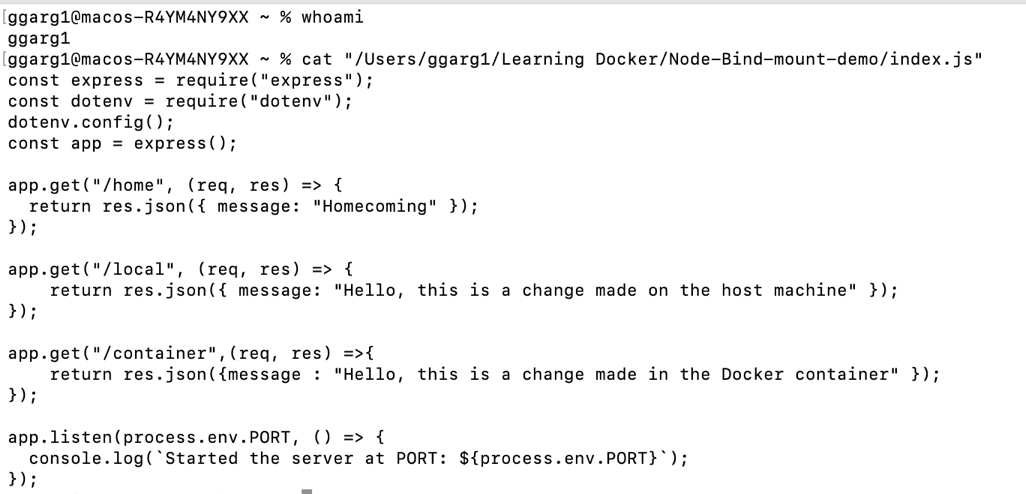 [ggarg1@macos-R4YM4NY9XX ~ % whoami
ggarg1
[ggarg1@macos-R4YM4NY9XX ~ % cat "/Users/ggarg1/Learning Docker/Node-Bind-mount-demo/index.js"
const express = require("express");
const dotenv = require("dotenv");
dotenv.config();
const app = express();

app.get("/home", (req, res) => {
  return res.json({ message: "Homecoming" });
});

app.get("/local", (req, res) => {
    return res.json({ message: "Hello, this is a change made on the host machine" });
});

app.get("/container",(req, res) =>{
    return res.json({message : "Hello, this is a change made in the Docker container" });
});

app.listen(process.env.PORT, () => {
  console.log(`Started the server at PORT: ${process.env.PORT}`);
});